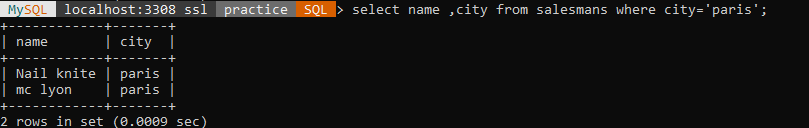 MySQL localhost:3308 ssl practice SQL > select name ,city from salesmans where city='paris';
+------------+-------+
| name       | city  |
+------------+-------+
| Nail knite | paris |
| mc lyon    | paris |
+------------+-------+
2 rows in set (0.0009 sec)